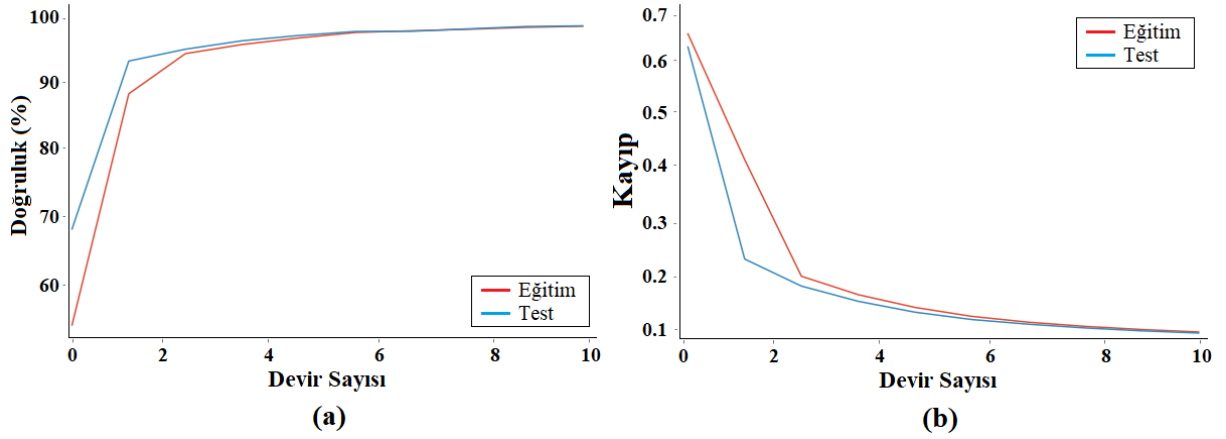 100
90
80
70
60
Doğruluk (%)
Eğitim
Test
0
2
4
6
8
10
Devir Sayısı
(a)
0.7
0.6
0.5
0.4
0.3
0.2
0.1
Kayıp
Eğitim
Test
0
2
4
6
8
10
Devir Sayısı
(b)